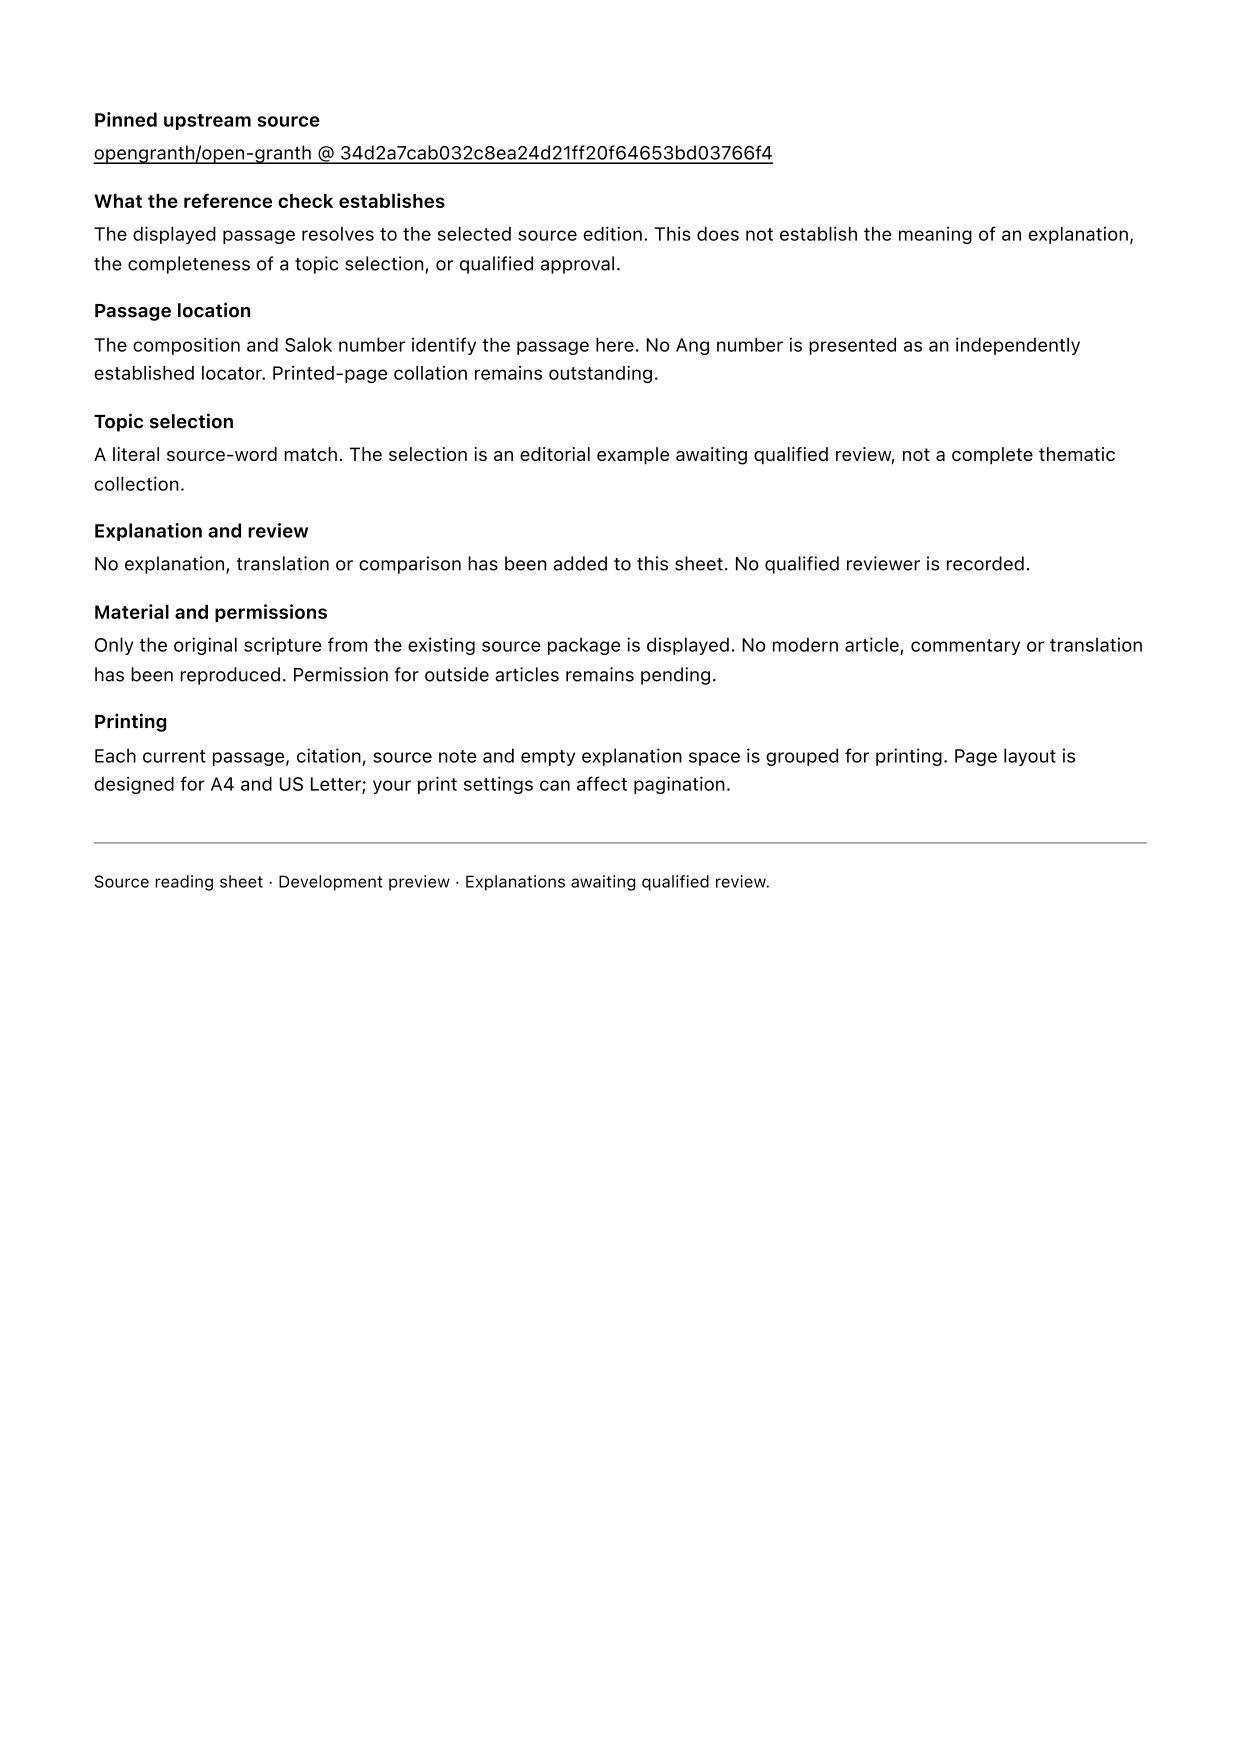 Pinned upstream source
opengranth/open-granth @ 34d2a7cab032c8ea24d21ff20f64653bd03766f4
What the reference check establishes
The displayed passage resolves to the selected source edition. This does not establish the meaning of an explanation,
the completeness of a topic selection, or qualified approval.
Passage location
The composition and Salok number identify the passage here. No Ang number is presented as an independently
established locator. Printed-page collation remains outstanding.
Topic selection
A literal source-word match. The selection is an editorial example awaiting qualified review, not a complete thematic
collection.
Explanation and review
No explanation, translation or comparison has been added to this sheet. No qualified reviewer is recorded.
Material and permissions
Only the original scripture from the existing source package is displayed. No modern article, commentary or translation
has been reproduced. Permission for outside articles remains pending.
Printing
Each current passage, citation, source note and empty explanation space is grouped for printing. Page layout is
designed for A4 and US Letter; your print settings can affect pagination.
Source reading sheet · Development preview · Explanations awaiting qualified review.